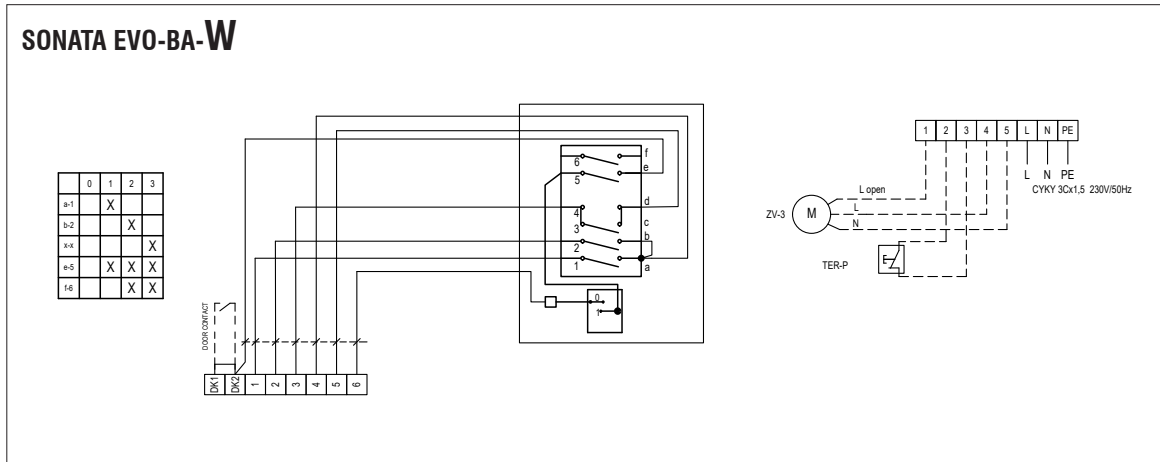 SONATA EVO-BA-W
0 1 2 3
a-1 X
b-2 X
x-x X
e-5 X X X
f-6 X X
DOOR CONTACT
DK1 DK2 1 2 3 4 5 6
6 f
5 e
4 d
3 c
2 b
1 a
0
1
1 2 3 4 5 L N PE
L N PE
CYKY 3Cx1,5 230V/50Hz
L open
ZV-3 M L
N
TER-P E